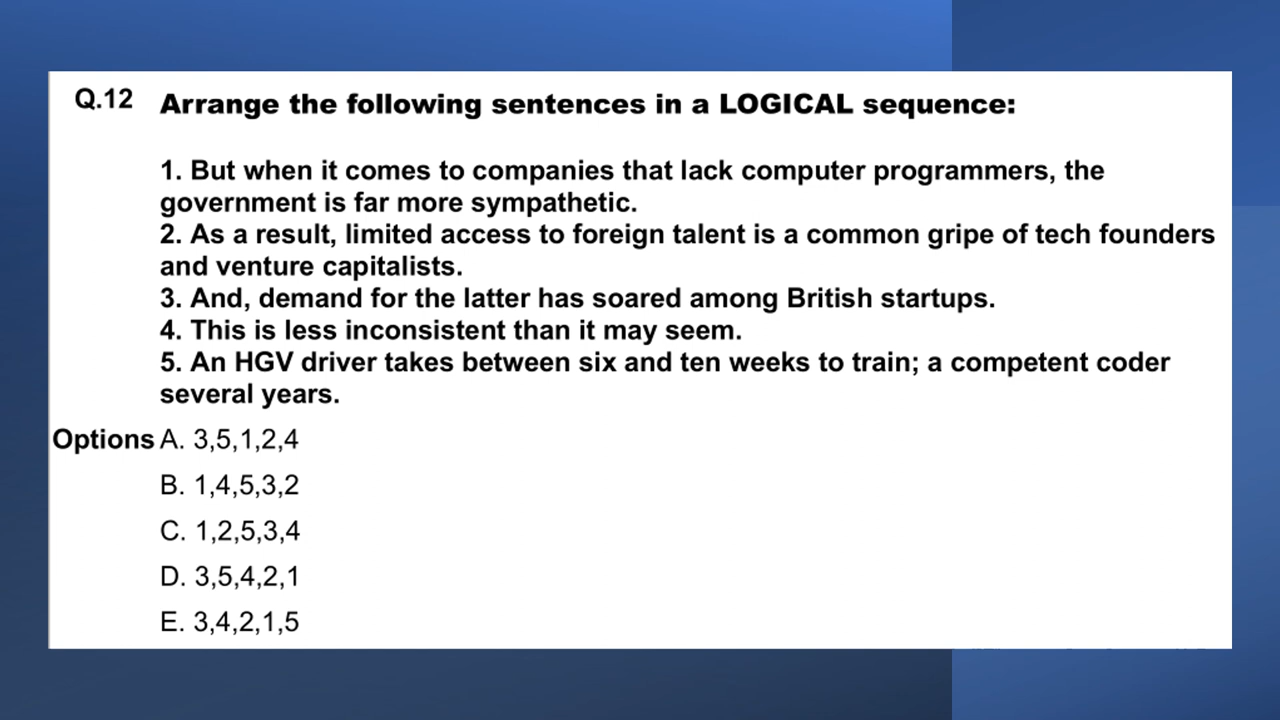 Q.12 Arrange the following sentences in a LOGICAL sequence:
1. But when it comes to companies that lack computer programmers, the
government is far more sympathetic.
2. As a result, limited access to foreign talent is a common gripe of tech founders
and venture capitalists.
3. And, demand for the latter has soared among British startups.
4. This is less inconsistent than it may seem.
5. An HGV driver takes between six and ten weeks to train; a competent coder
several years.
Options A. 3,5,1,2,4
B. 1,4,5,3,2
C. 1,2,5,3,4
D. 3,5,4,2,1
E. 3,4,2,1,5